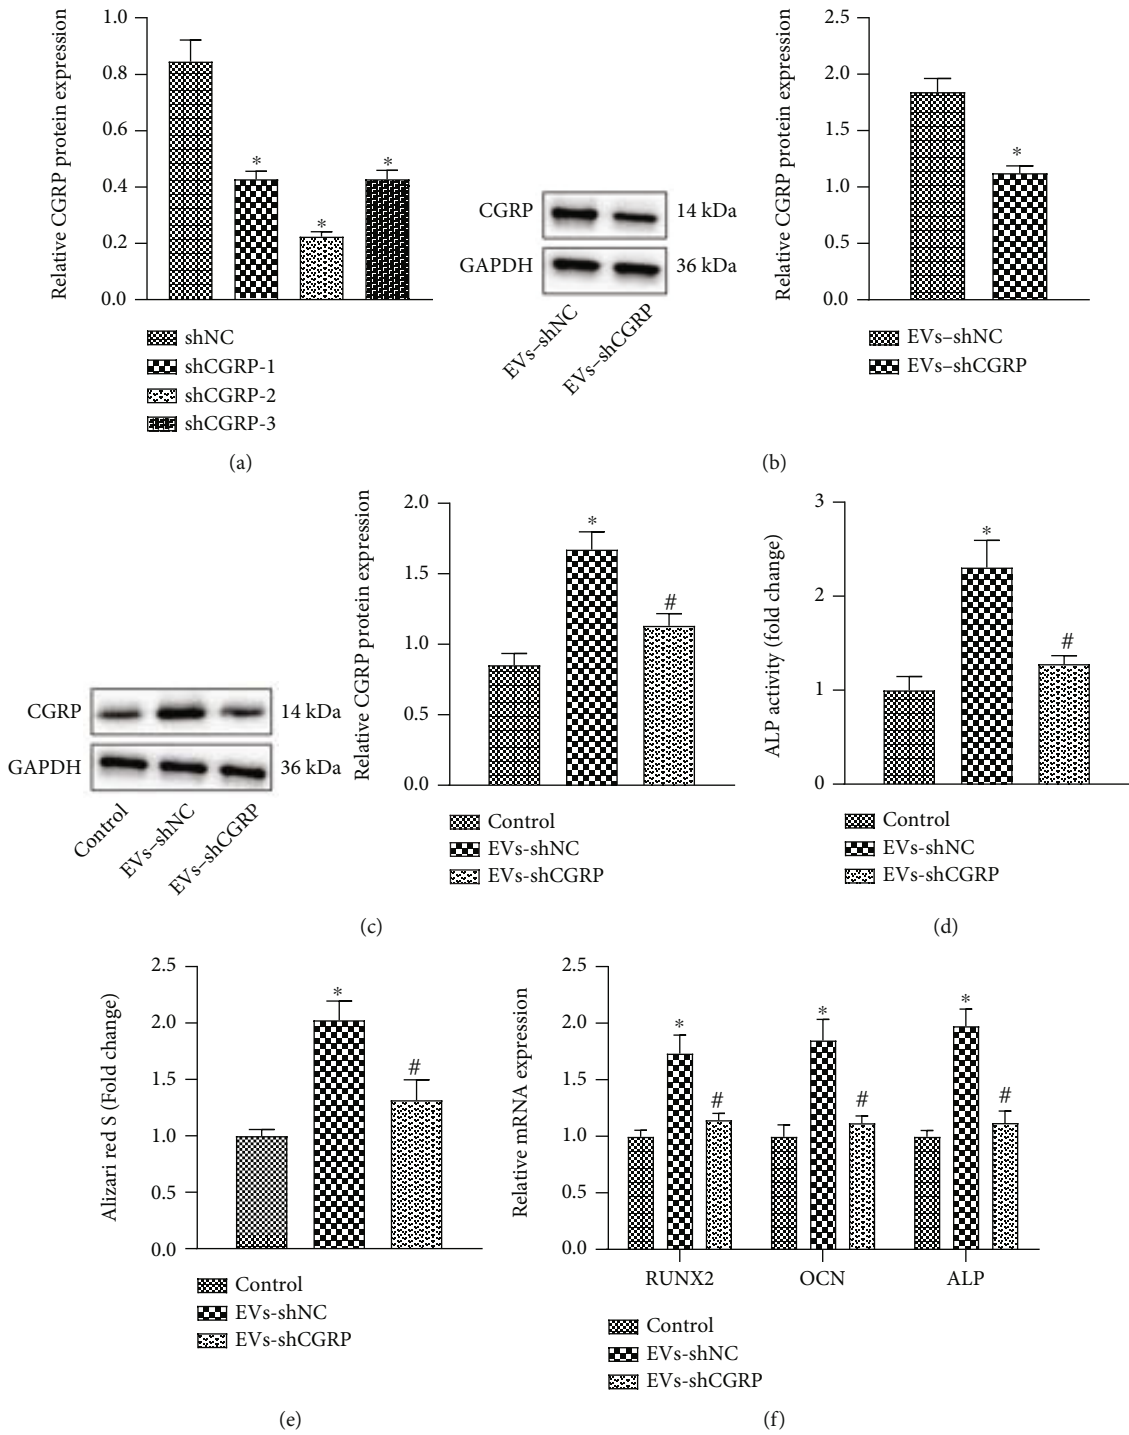 Relative CGRP protein expression
1.0
0.8
0.6
0.4
0.2
0.0
*
*
*
shNC
shCGRP-1
shCGRP-2
shCGRP-3
(a)
CGRP
14 kDa
GAPDH
36 kDa
EVs–shNC
EVs–shCGRP
Relative CGRP protein expression
2.5
2.0
1.5
1.0
0.5
0.0
*
EVs–shNC
EVs–shCGRP
(b)
CGRP
14 kDa
GAPDH
36 kDa
Control
EVs–shNC
EVs–shCGRP
Relative CGRP protein expression
2.0
1.5
1.0
0.5
0.0
*
#
Control
EVs-shNC
EVs-shCGRP
(c)
ALP activity (fold change)
3
2
1
0
*
#
Control
EVs-shNC
EVs-shCGRP
(d)
Alizari red S (Fold change)
2.5
2.0
1.5
1.0
0.5
0.0
*
#
Control
EVs-shNC
EVs-shCGRP
(e)
Relative mRNA expression
2.5
2.0
1.5
1.0
0.5
0.0
*
#
*
#
*
#
RUNX2
OCN
ALP
Control
EVs-shNC
EVs-shCGRP
(f)